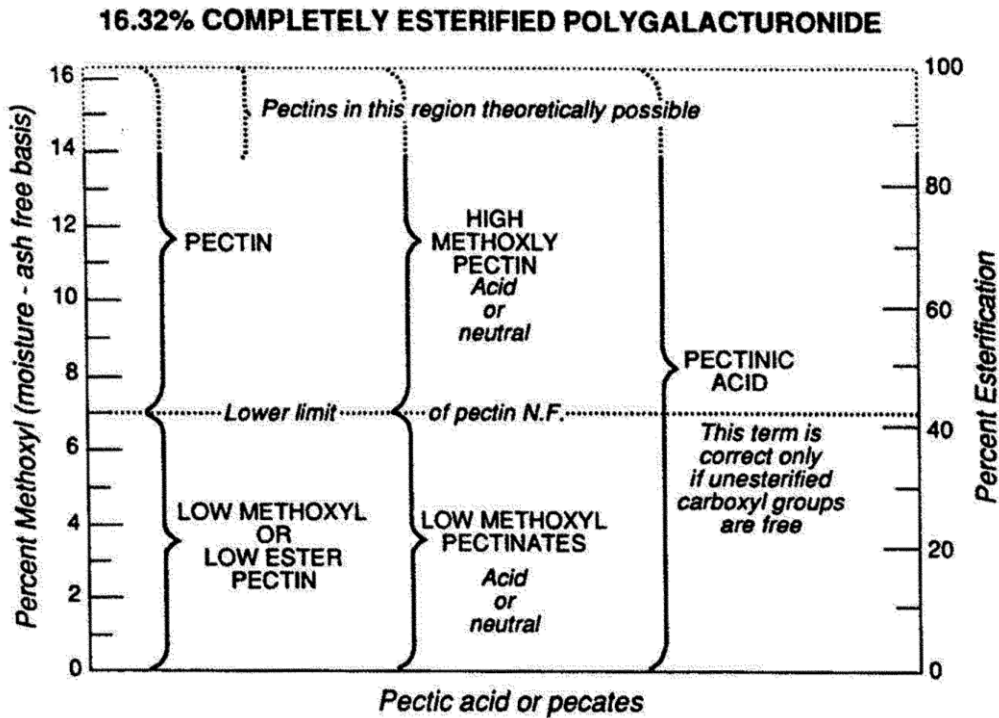 16.32% COMPLETELY ESTERIFIED POLYGALACTURONIDE
Percent Methoxyl (moisture - ash free basis)
16
14
12
10
8
6
4
2
0
Pectins in this region theoretically possible
PECTIN
HIGH
METHOXLY
PECTIN
Acid
or
neutral
PECTINIC
ACID
Lower limit
of pectin N.F.
This term is
correct only
if unesterified
carboxyl groups
are free
LOW METHOXYL
OR
LOW ESTER
PECTIN
LOW METHOXYL
PECTINATES
Acid
or
neutral
100
80
60
40
20
0
Percent Esterification
Pectic acid or pecates